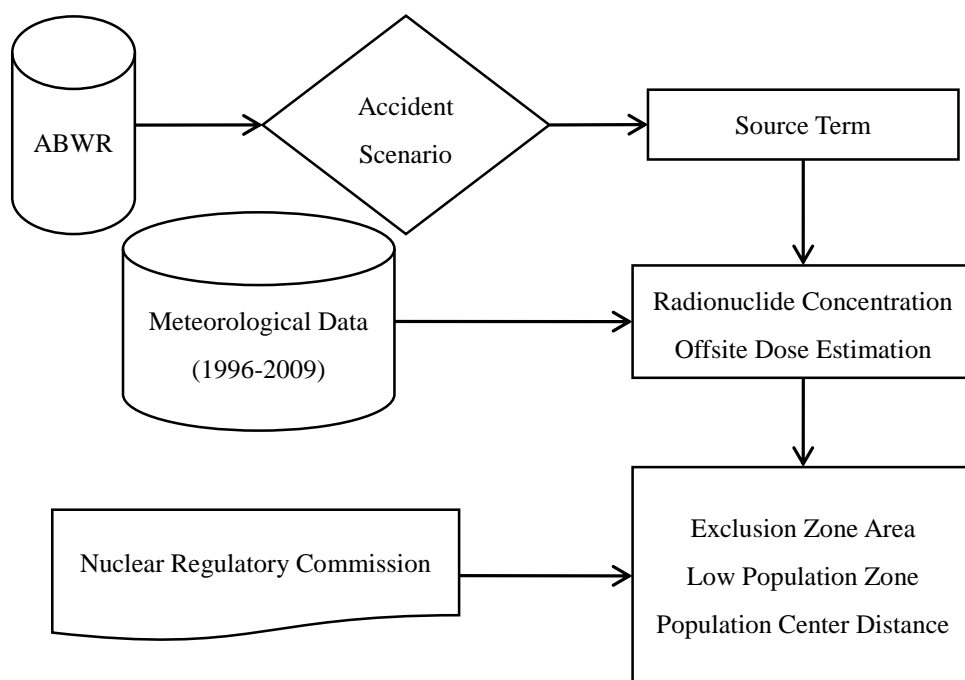 ABWR
Accident
Scenario
Source Term
Meteorological Data
(1996-2009)
Radionuclide Concentration
Offsite Dose Estimation
Nuclear Regulatory Commission
Exclusion Zone Area
Low Population Zone
Population Center Distance